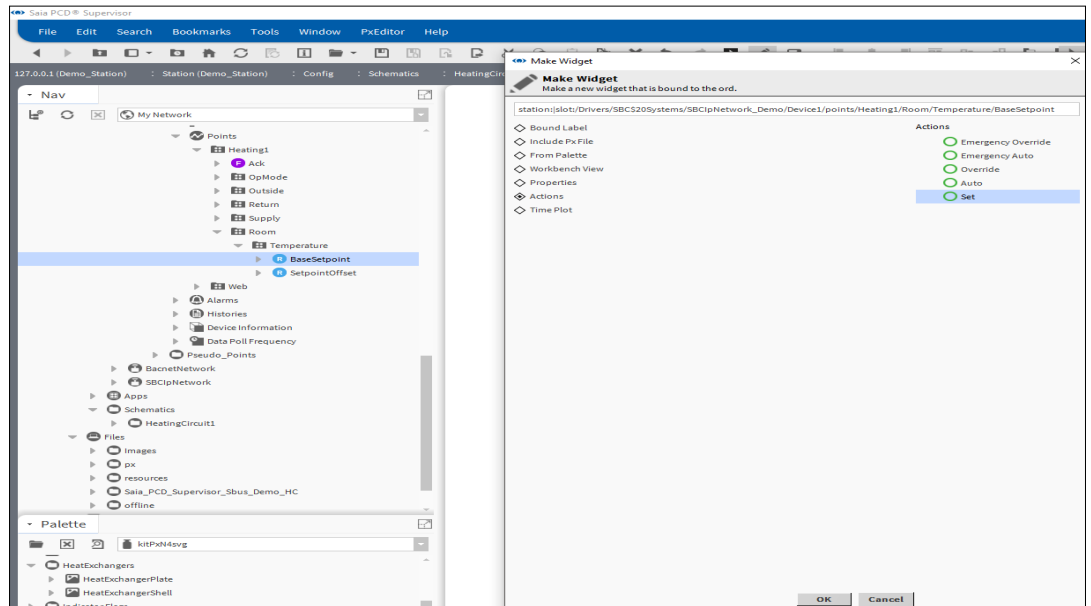 Saia PCD® Supervisor
File Edit Search Bookmarks Tools Window PxEditor Help
127.0.0.1 (Demo_Station) : Station (Demo_Station) : Config : Schematics : HeatingCir
Nav
My Network
Points
Heating1
F Ack
OpMode
Outside
Return
Supply
Room
Temperature
R BaseSetpoint
R SetpointOffset
Web
Alarms
Histories
Device Information
Data Poll Frequency
Pseudo_Points
BacnetNetwork
SBCIpNetwork
Apps
Schematics
HeatingCircuit1
Files
Images
px
resources
Saia_PCD_Supervisor_Sbus_Demo_HC
offline
Palette
kitPxN4svg
HeatExchangers
HeatExchangerPlate
HeatExchangerShell
Make Widget
Make Widget
Make a new widget that is bound to the ord.
station:|slot:/Drivers/SBC$20Systems/SBCIpNetwork_Demo/Device1/points/Heating1/Room/Temperature/BaseSetpoint
Bound Label
Include Px File
From Palette
Workbench View
Properties
Actions
Time Plot
Actions
Emergency Override
Emergency Auto
Override
Auto
Set
OK Cancel